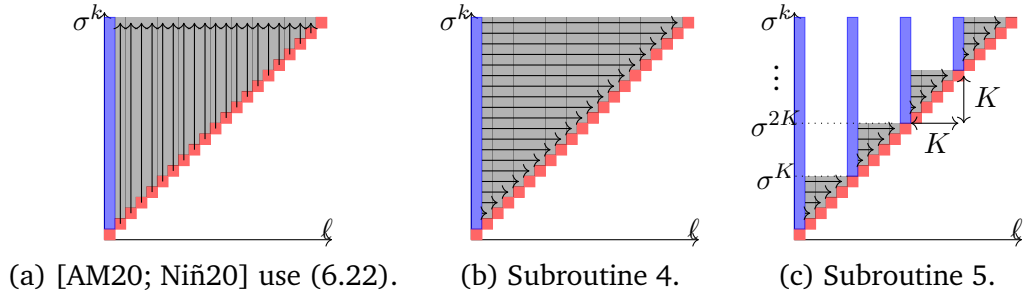 σ^k
ℓ
(a) [AM20; Niñ20] use (6.22).
σ^k
ℓ
(b) Subroutine 4.
σ^k
⋮
σ^{2K}
σ^K
K
K
ℓ
(c) Subroutine 5.